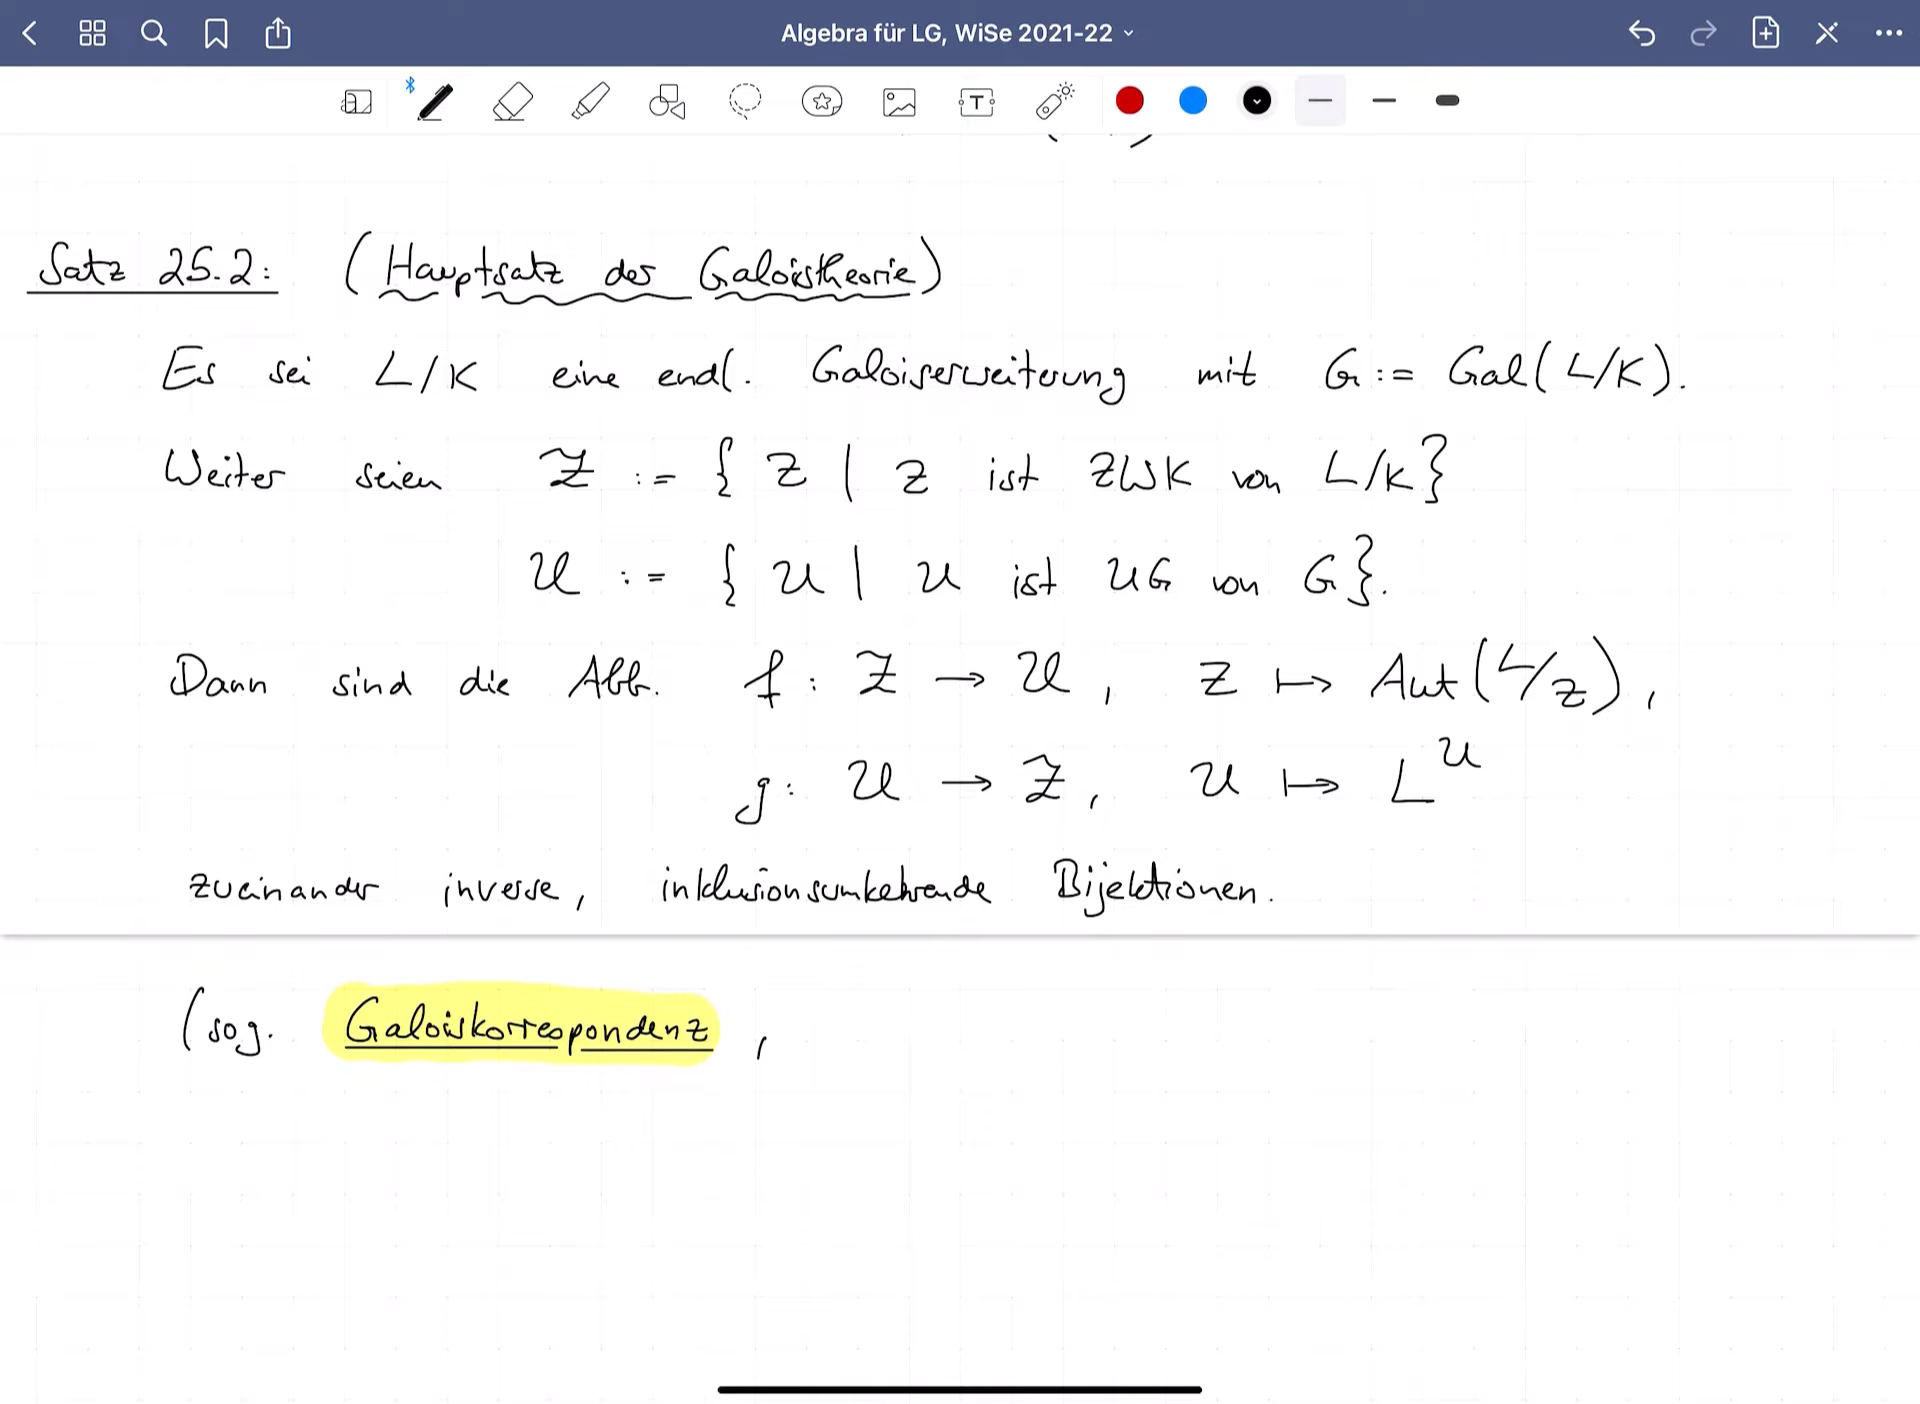 Algebra für LG, WiSe 2021-22
Satz 25.2: (Hauptsatz der Galoistheorie)
Es sei L/K eine endl. Galoiserweiterung mit G := Gal(L/K).
Weiter seien 𝒵 := { Z | Z ist ZWK von L/K}
𝒰 := { U | U ist UG von G}.
Dann sind die Abb. f : 𝒵 → 𝒰 , Z ↦ Aut(L/Z),
g: 𝒰 → 𝒵, U ↦ L^U
zueinander inverse, inklusionsumkehrende Bijektionen.
(sog. Galoiskorrespondenz ,